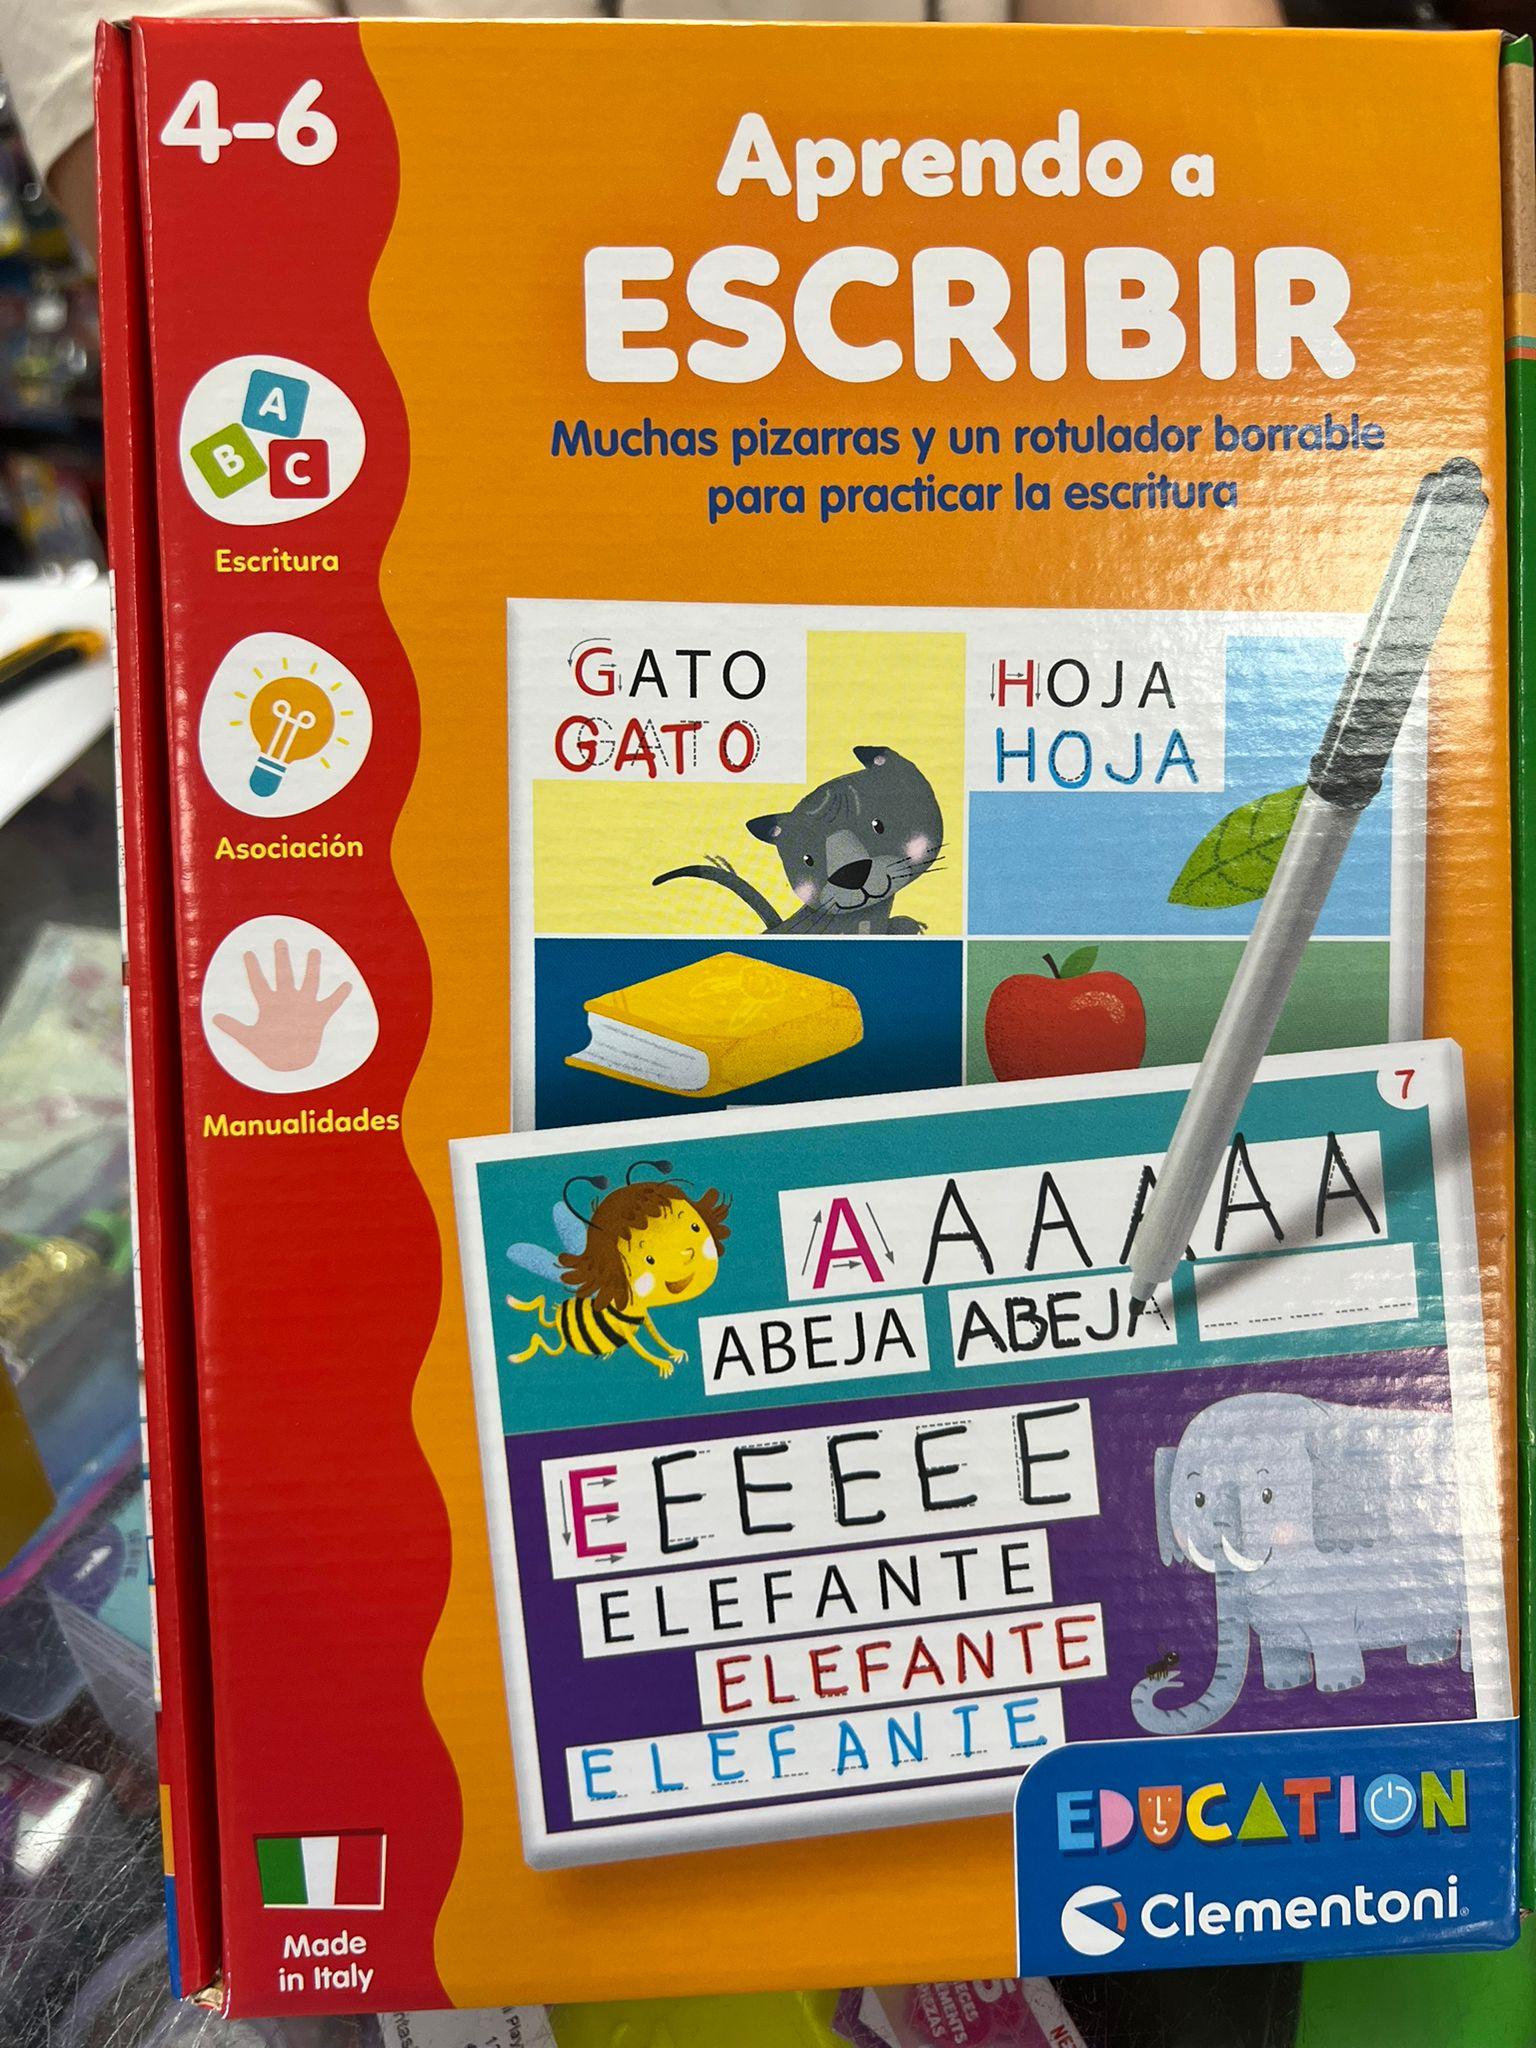 4-6
Aprendo a
ESCRIBIR
Muchas pizarras y un rotulador borrable
para practicar la escritura
A
B
C
Escritura
Asociación
Manualidades
GATO
GATO
HOJA
HOJA
7
A A A A A A
ABEJA ABEJA
E E E E E E
ELEFANTE
ELEFANTE
ELEFANTE
EDUCATION
Clementoni
Made
in Italy